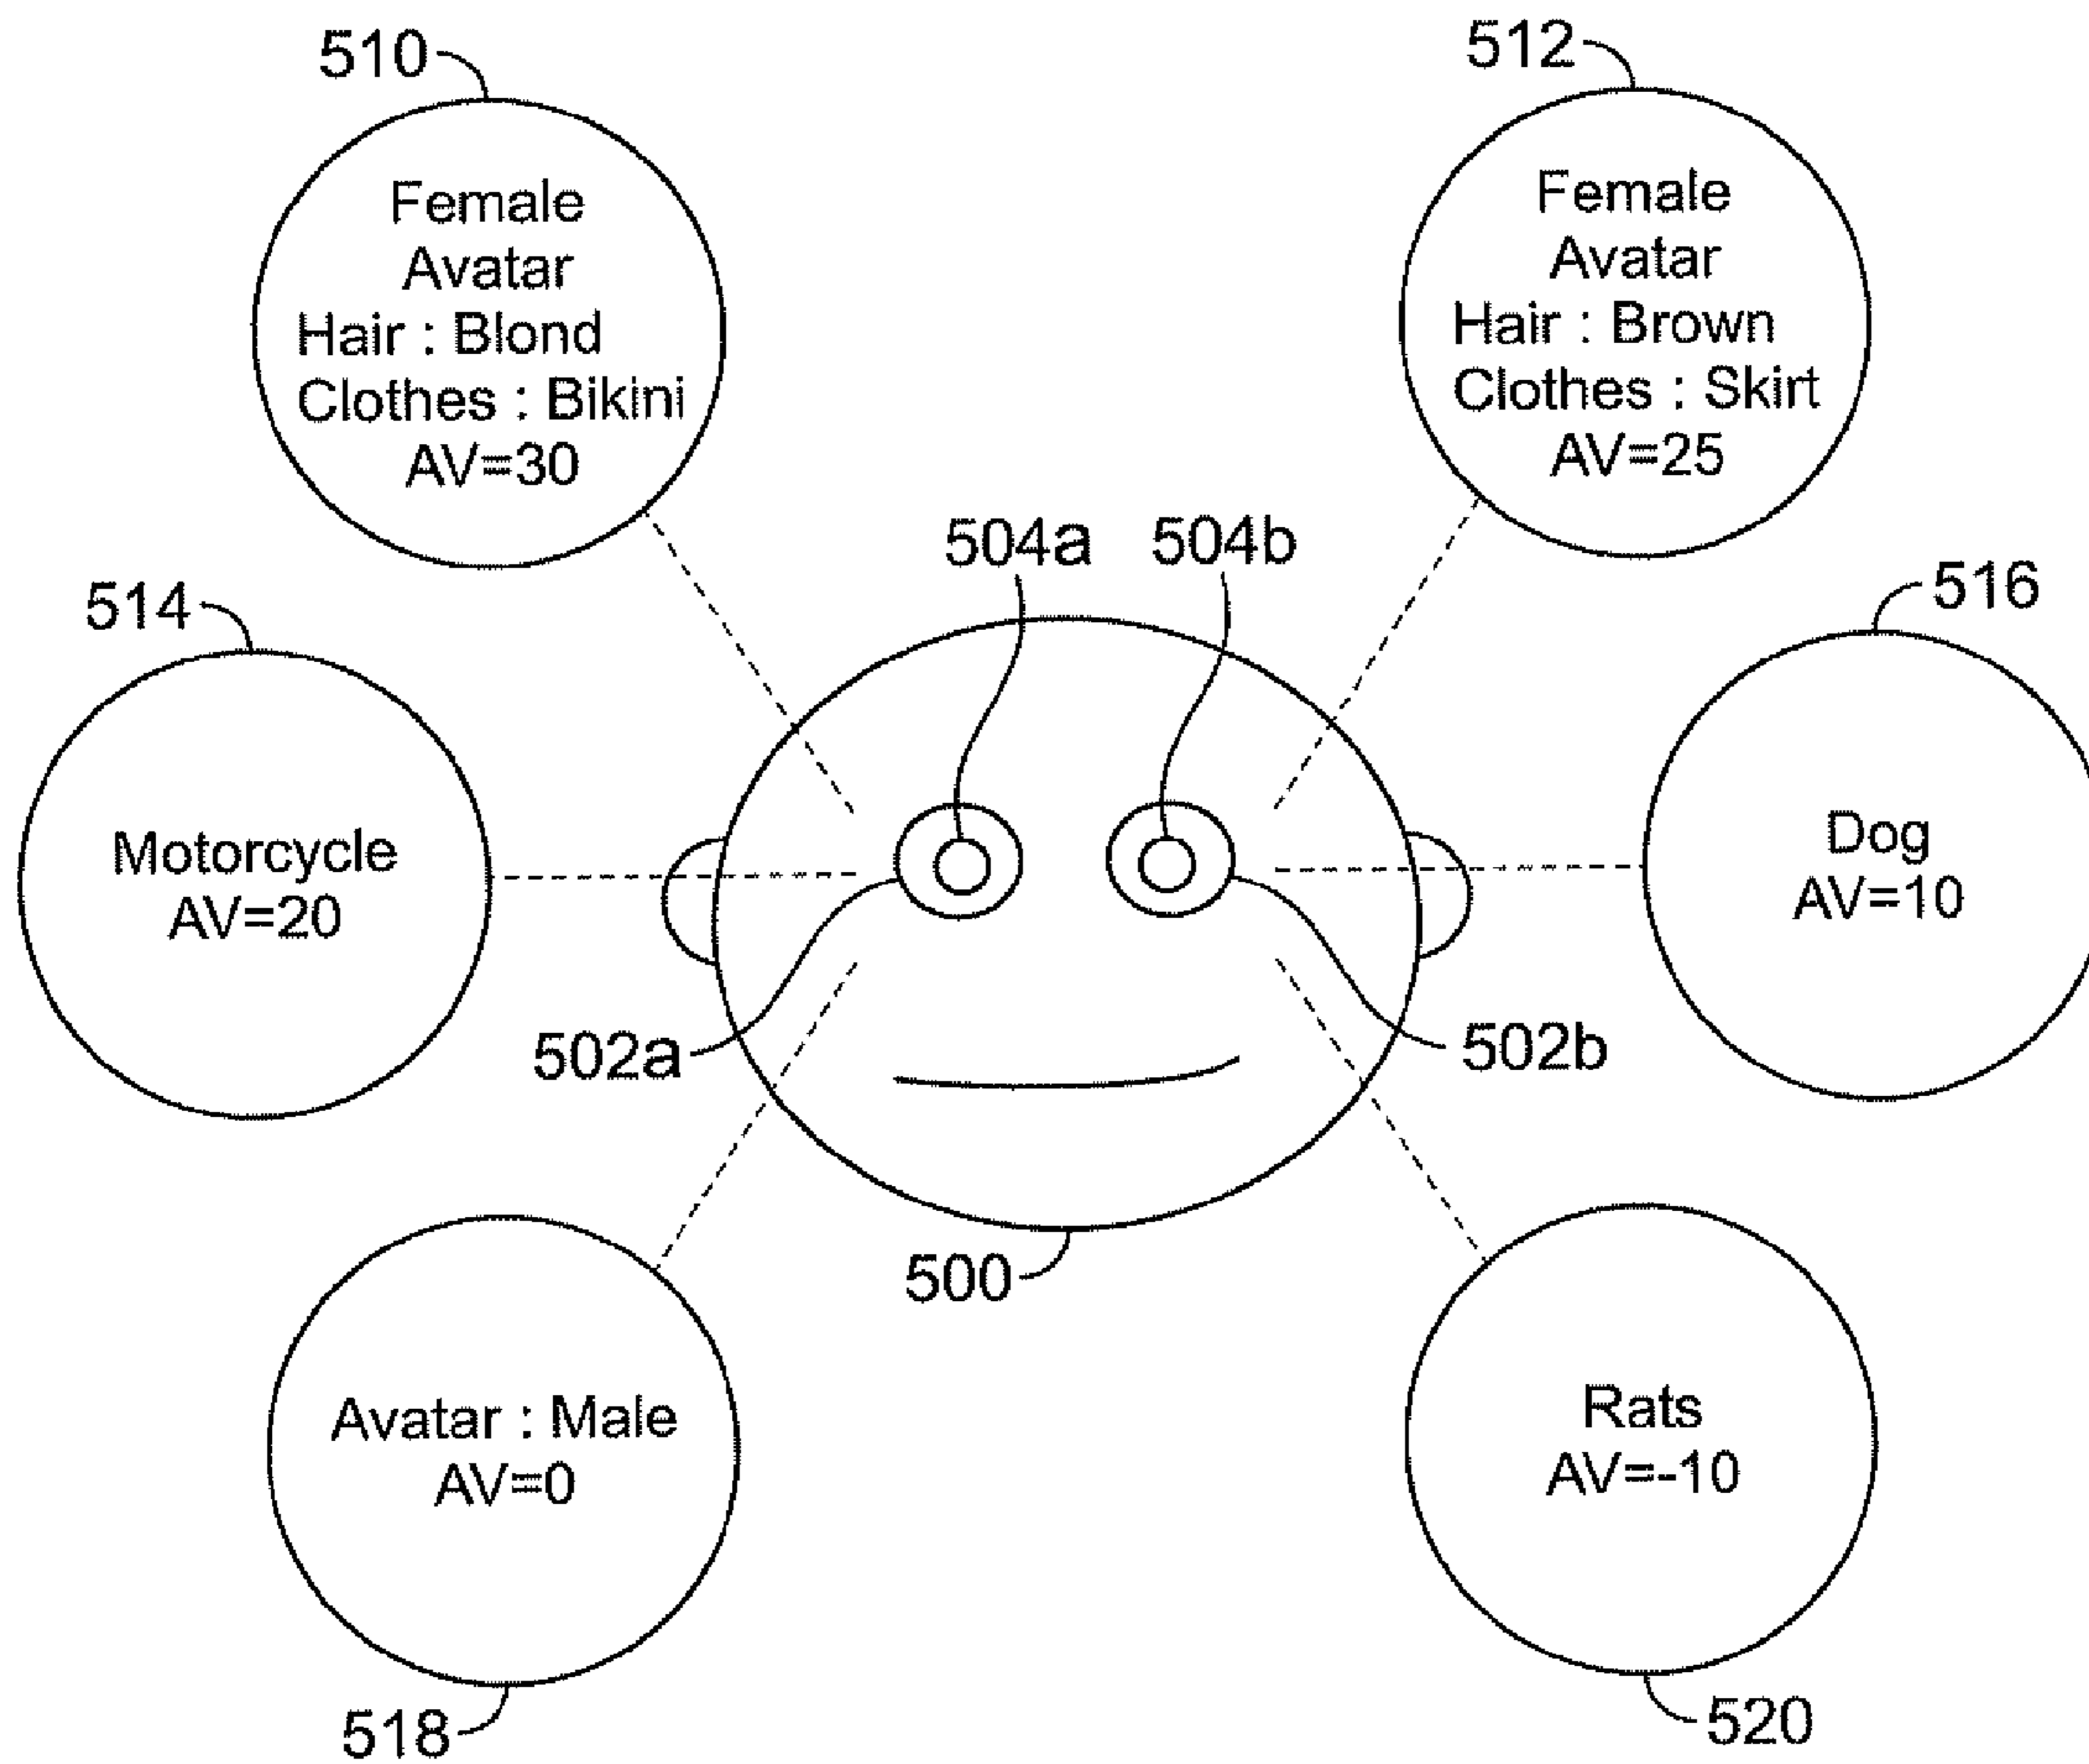 510
512
Female
Avatar
Hair : Blond
Clothes : Bikini
AV=30
Female
Avatar
Hair : Brown
Clothes : Skirt
AV=25
504a
504b
514
516
Motorcycle
AV=20
Dog
AV=10
502a
502b
500
Avatar : Male
AV=0
Rats
AV=-10
518
520